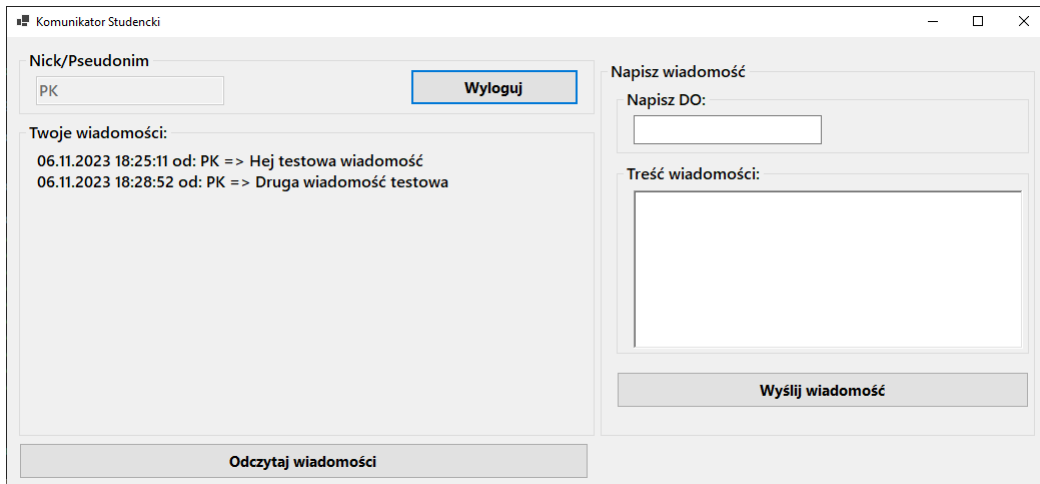 Komunikator Studencki
Nick/Pseudonim
PK
Wyloguj
Twoje wiadomości:
06.11.2023 18:25:11 od: PK => Hej testowa wiadomość
06.11.2023 18:28:52 od: PK => Druga wiadomość testowa
Odczytaj wiadomości
Napisz wiadomość
Napisz DO:
Treść wiadomości:
Wyślij wiadomość